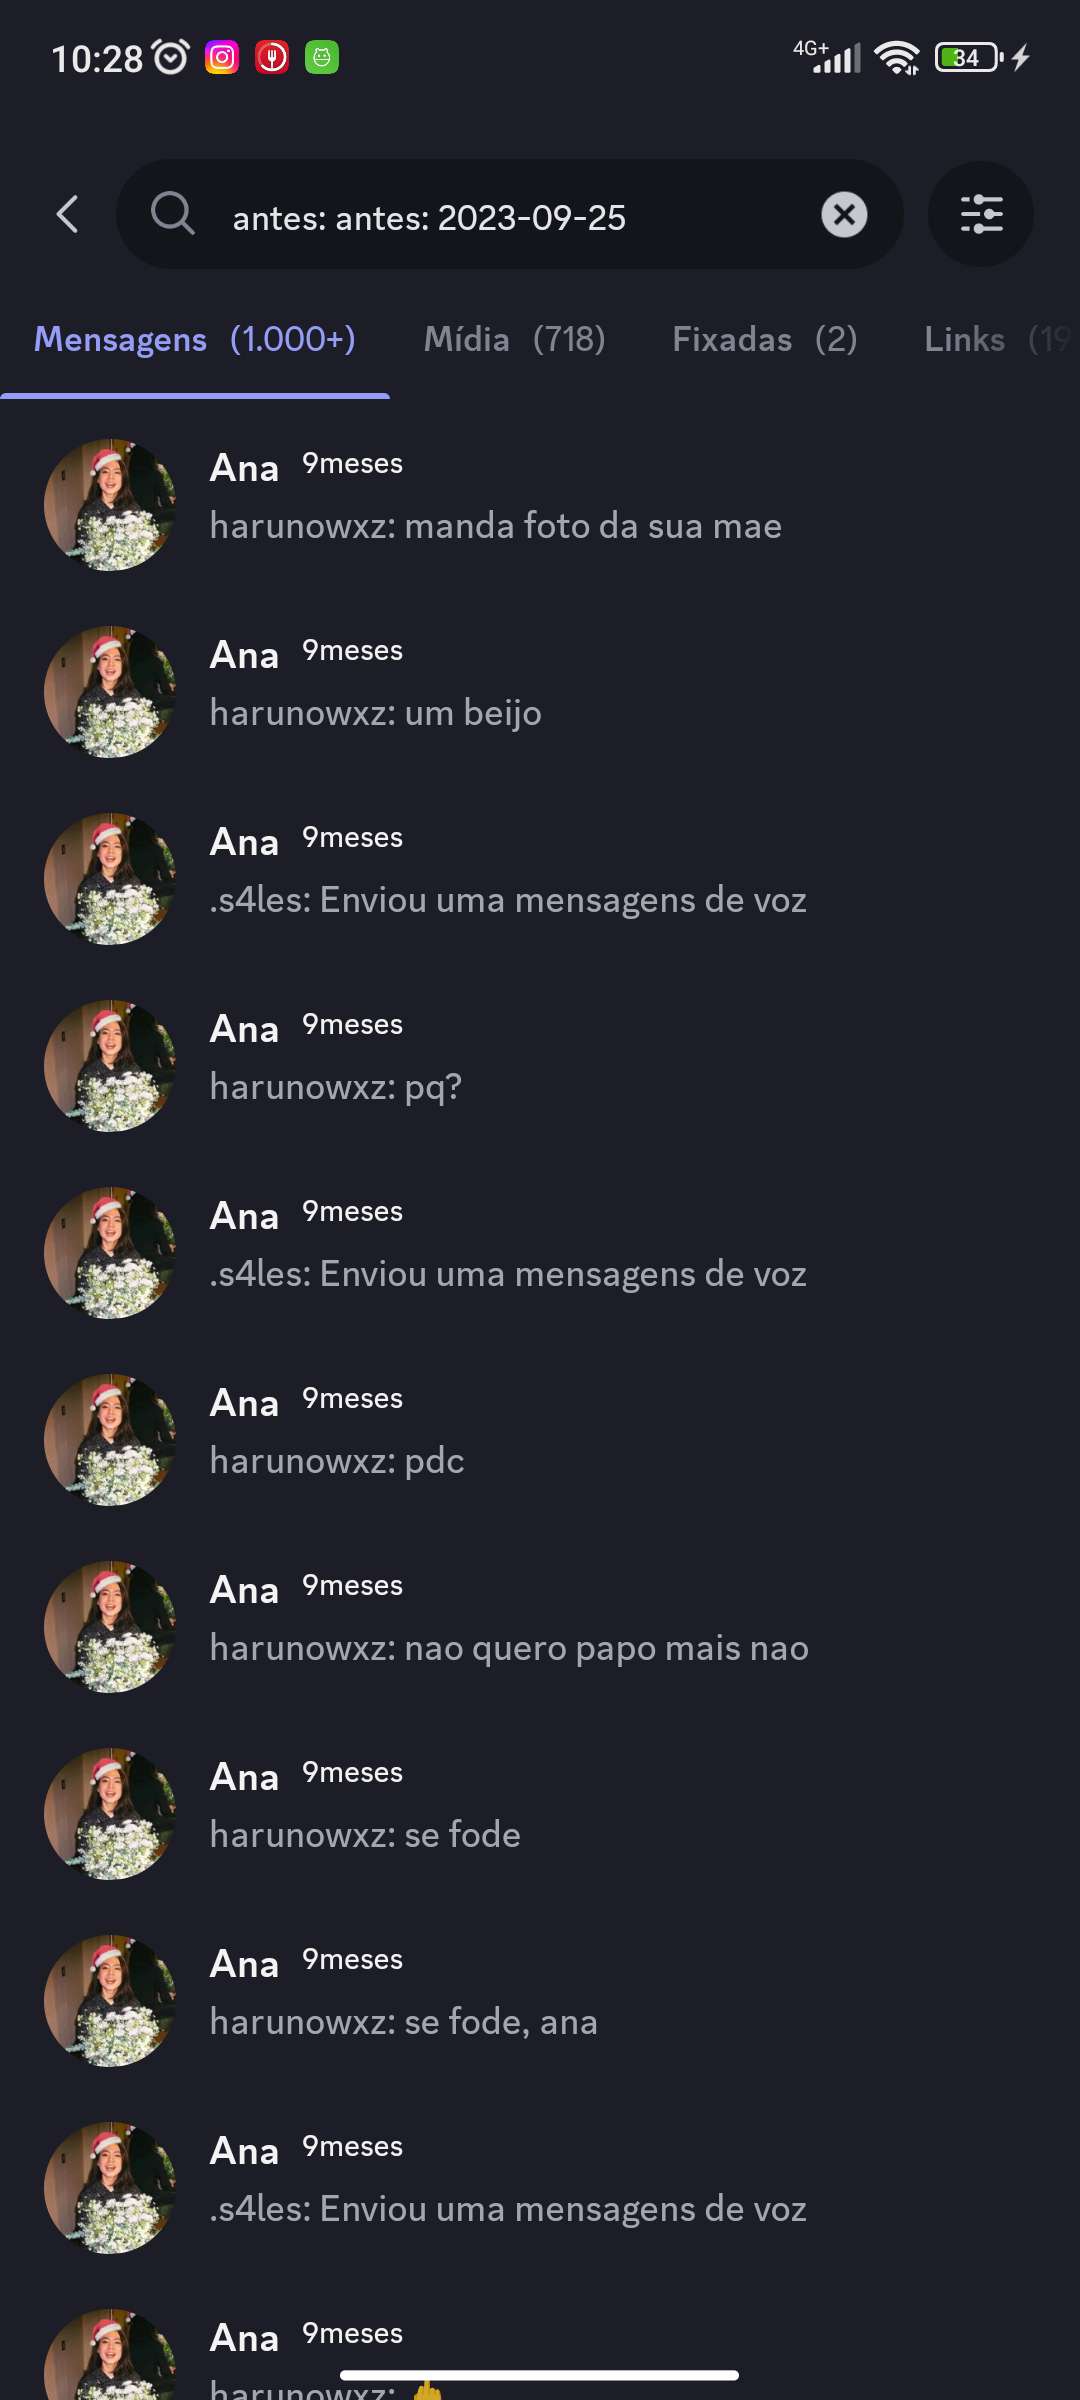 10:28
4G+
34
antes: antes: 2023-09-25
Mensagens (1.000+) Mídia (718) Fixadas (2) Links (19
Ana 9meses
harunowxz: manda foto da sua mae
Ana 9meses
harunowxz: um beijo
Ana 9meses
.s4les: Enviou uma mensagens de voz
Ana 9meses
harunowxz: pq?
Ana 9meses
.s4les: Enviou uma mensagens de voz
Ana 9meses
harunowxz: pdc
Ana 9meses
harunowxz: nao quero papo mais nao
Ana 9meses
harunowxz: se fode
Ana 9meses
harunowxz: se fode, ana
Ana 9meses
.s4les: Enviou uma mensagens de voz
Ana 9meses
harunowxz: